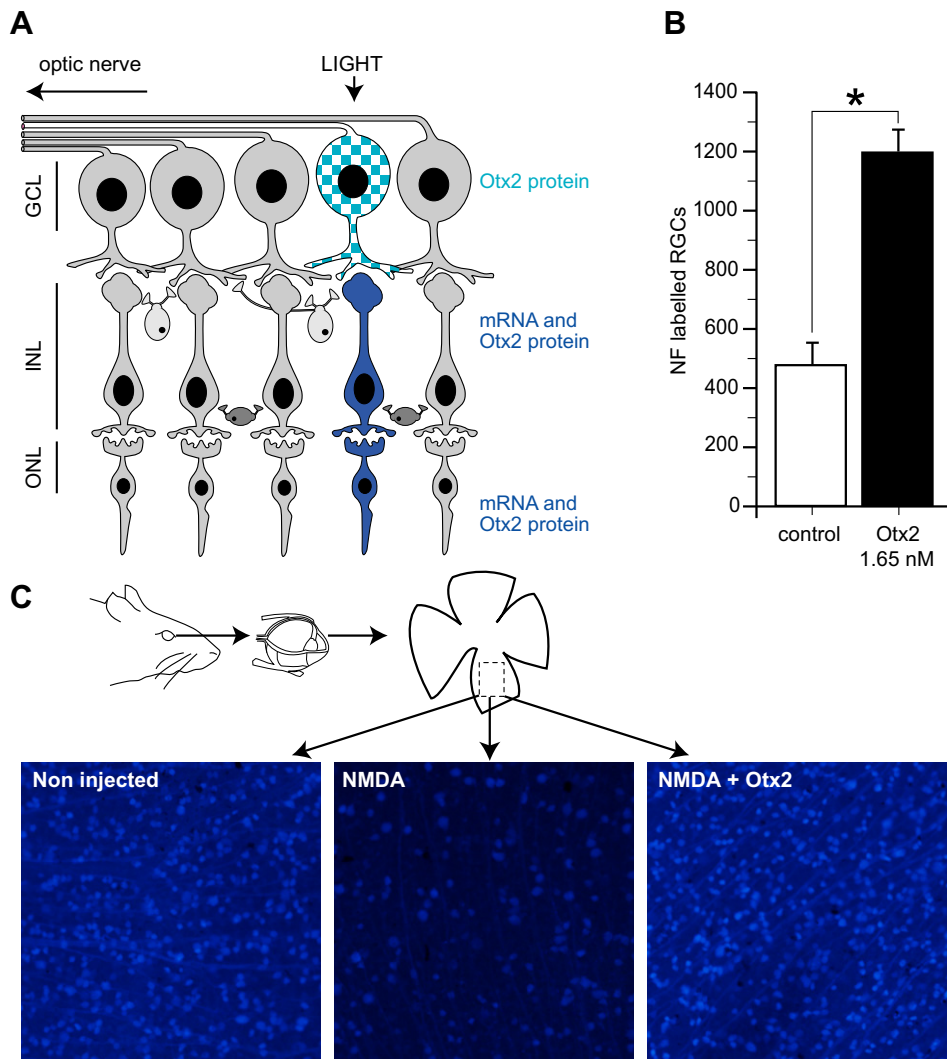 A
optic nerve
LIGHT
GCL
Otx2 protein
INL
mRNA and
Otx2 protein
ONL
mRNA and
Otx2 protein
B
NF labelled RGCs
1400
1200
1000
800
600
400
200
0
*
control
Otx2
1.65 nM
C
Non injected
NMDA
NMDA + Otx2